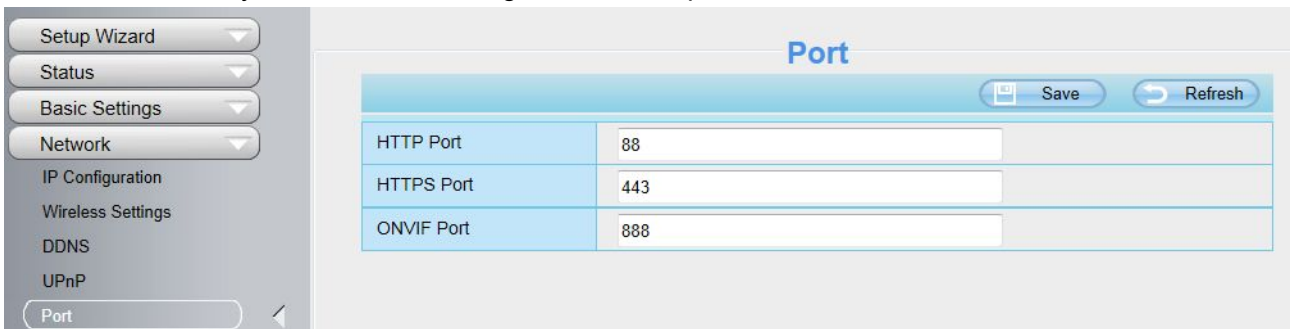 Setup Wizard
Status
Basic Settings
Network
IP Configuration
Wireless Settings
DDNS
UPnP
Port
Port
Save Refresh
HTTP Port 88
HTTPS Port 443
ONVIF Port 888